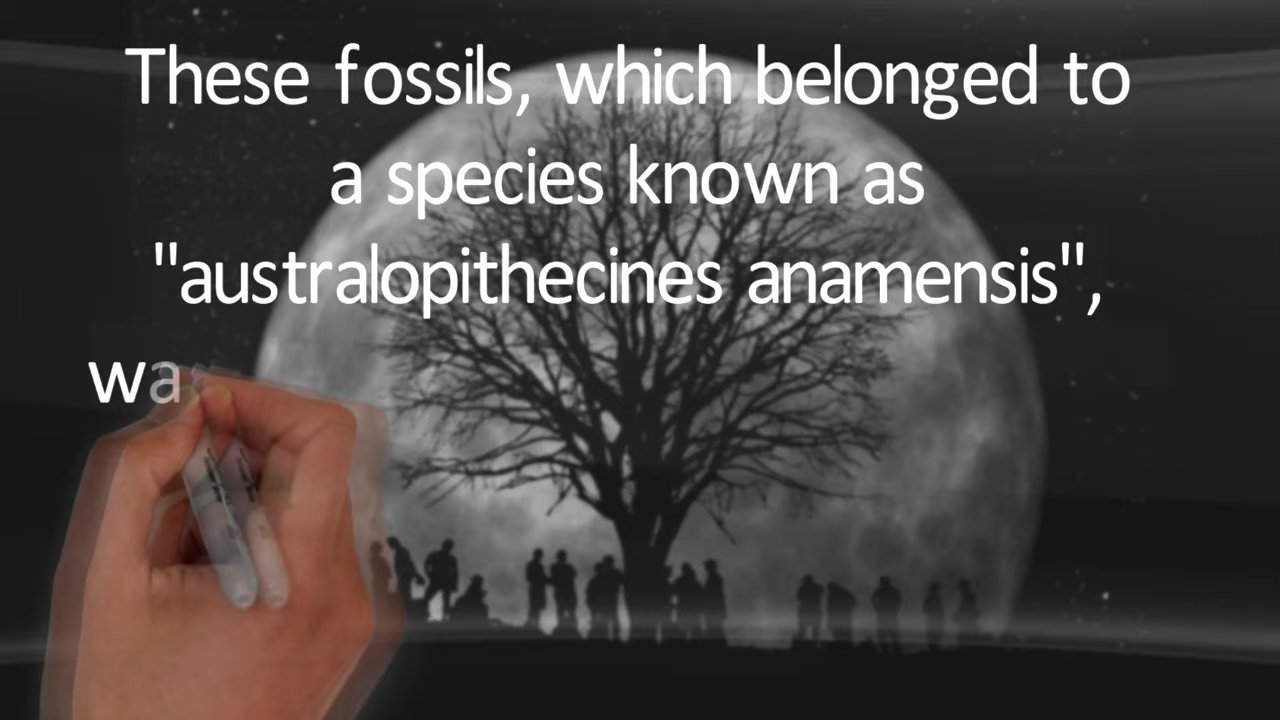 These fossils, which belonged to
a species known as
"australopithecines anamensis",
wa